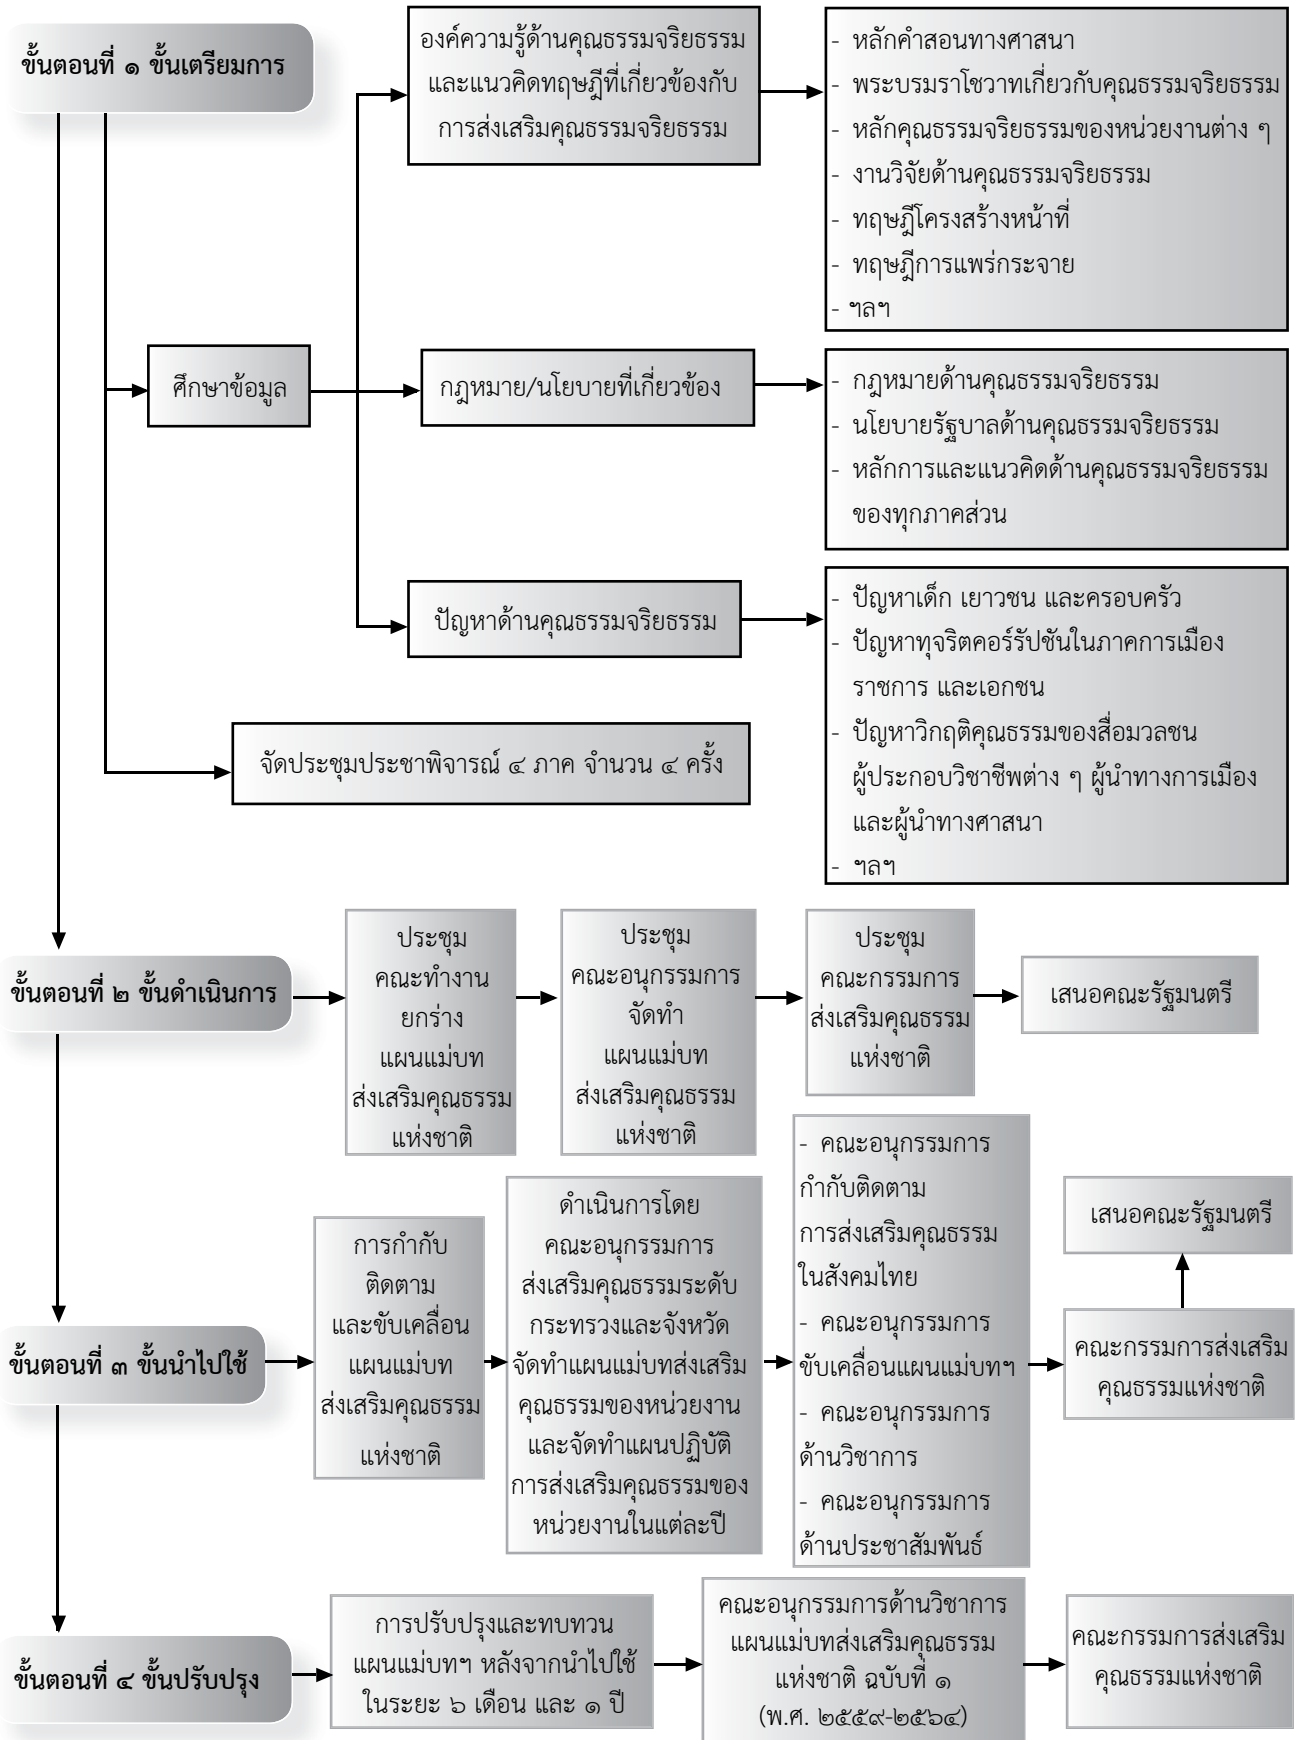 ขั้นตอนที่ ๑ ขั้นเตรียมการ
องค์ความรู้ด้านคุณธรรมจริยธรรม
และแนวคิดทฤษฎีที่เกี่ยวข้องกับ
การส่งเสริมคุณธรรมจริยธรรม
- หลักคำสอนทางศาสนา
- พระบรมราโชวาทเกี่ยวกับคุณธรรมจริยธรรม
- หลักคุณธรรมจริยธรรมของหน่วยงานต่าง ๆ
- งานวิจัยด้านคุณธรรมจริยธรรม
- ทฤษฎีโครงสร้างหน้าที่
- ทฤษฎีการแพร่กระจาย
- ฯลฯ
ศึกษาข้อมูล
กฎหมาย/นโยบายที่เกี่ยวข้อง
- กฎหมายด้านคุณธรรมจริยธรรม
- นโยบายรัฐบาลด้านคุณธรรมจริยธรรม
- หลักการและแนวคิดด้านคุณธรรมจริยธรรม
ของทุกภาคส่วน
ปัญหาด้านคุณธรรมจริยธรรม
- ปัญหาเด็ก เยาวชน และครอบครัว
- ปัญหาทุจริตคอร์รัปชันในภาคการเมือง
ราชการ และเอกชน
- ปัญหาวิกฤติคุณธรรมของสื่อมวลชน
ผู้ประกอบวิชาชีพต่าง ๆ ผู้นำทางการเมือง
และผู้นำทางศาสนา
- ฯลฯ
จัดประชุมประชาพิจารณ์ ๔ ภาค จำนวน ๔ ครั้ง
ขั้นตอนที่ ๒ ขั้นดำเนินการ
ประชุม
คณะทำงาน
ยกร่าง
แผนแม่บท
ส่งเสริมคุณธรรม
แห่งชาติ
ประชุม
คณะอนุกรรมการ
จัดทำ
แผนแม่บท
ส่งเสริมคุณธรรม
แห่งชาติ
ประชุม
คณะกรรมการ
ส่งเสริมคุณธรรม
แห่งชาติ
เสนอคณะรัฐมนตรี
ขั้นตอนที่ ๓ ขั้นนำไปใช้
การกำกับ
ติดตาม
และขับเคลื่อน
แผนแม่บท
ส่งเสริมคุณธรรม
แห่งชาติ
ดำเนินการโดย
คณะอนุกรรมการ
ส่งเสริมคุณธรรมระดับ
กระทรวงและจังหวัด
จัดทำแผนแม่บทส่งเสริม
คุณธรรมของหน่วยงาน
และจัดทำแผนปฏิบัติ
การส่งเสริมคุณธรรมของ
หน่วยงานในแต่ละปี
- คณะอนุกรรมการ
กำกับติดตาม
การส่งเสริมคุณธรรม
ในสังคมไทย
- คณะอนุกรรมการ
ขับเคลื่อนแผนแม่บทฯ
- คณะอนุกรรมการ
ด้านวิชาการ
- คณะอนุกรรมการ
ด้านประชาสัมพันธ์
เสนอคณะรัฐมนตรี
คณะกรรมการส่งเสริม
คุณธรรมแห่งชาติ
ขั้นตอนที่ ๔ ขั้นปรับปรุง
การปรับปรุงและทบทวน
แผนแม่บทฯ หลังจากนำไปใช้
ในระยะ ๖ เดือน และ ๑ ปี
คณะอนุกรรมการด้านวิชาการ
แผนแม่บทส่งเสริมคุณธรรม
แห่งชาติ ฉบับที่ ๑
(พ.ศ. ๒๕๕๙-๒๕๖๔)
คณะกรรมการส่งเสริม
คุณธรรมแห่งชาติ